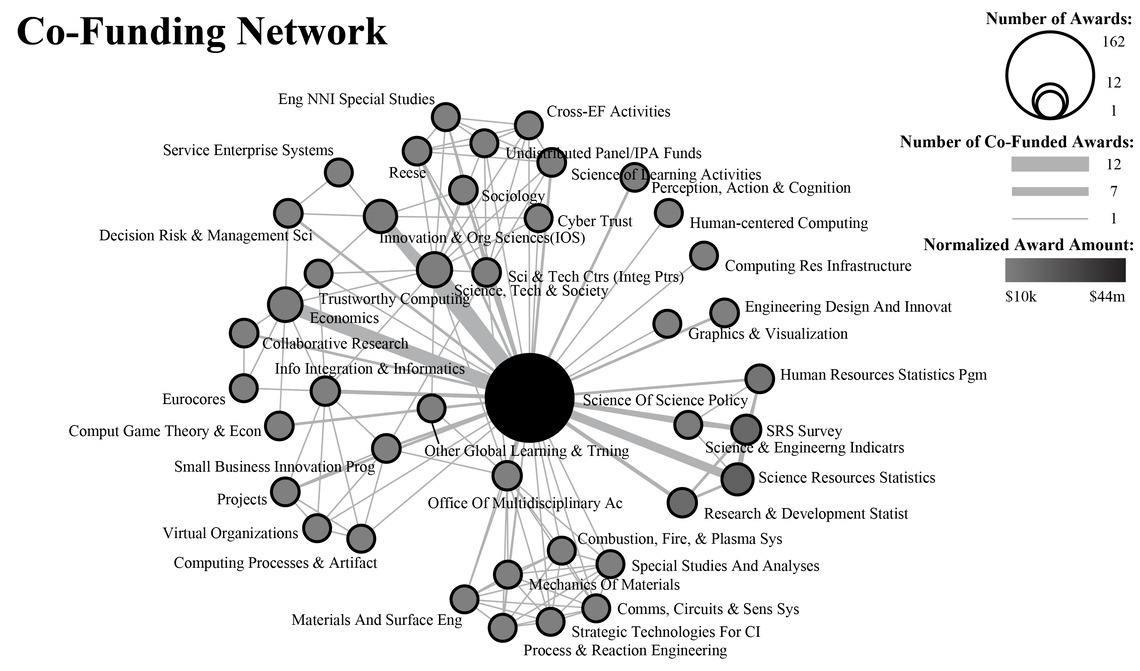 Co-Funding Network
Number of Awards:
162
12
1
Number of Co-Funded Awards:
12
7
1
Normalized Award Amount:
$10k $44m
Eng NNI Special Studies
Cross-EF Activities
Service Enterprise Systems
Undistributed Panel/IPA Funds
Reese
Science of Learning Activities
Perception, Action & Cognition
Sociology
Cyber Trust
Human-centered Computing
Decision Risk & Management Sci
Innovation & Org Sciences(IOS)
Computing Res Infrastructure
Sci & Tech Ctrs (Integ Ptrs)
Science, Tech & Society
Trustworthy Computing
Engineering Design And Innovat
Economics
Graphics & Visualization
Collaborative Research
Info Integration & Informatics
Human Resources Statistics Pgm
Eurocores
Science Of Science Policy
Comput Game Theory & Econ
SRS Survey
Science & Engineerng Indicatrs
Other Global Learning & Trning
Small Business Innovation Prog
Science Resources Statistics
Projects
Office Of Multidisciplinary Ac
Research & Development Statist
Virtual Organizations
Combustion, Fire, & Plasma Sys
Computing Processes & Artifact
Special Studies And Analyses
Mechanics Of Materials
Comms, Circuits & Sens Sys
Materials And Surface Eng
Strategic Technologies For CI
Process & Reaction Engineering